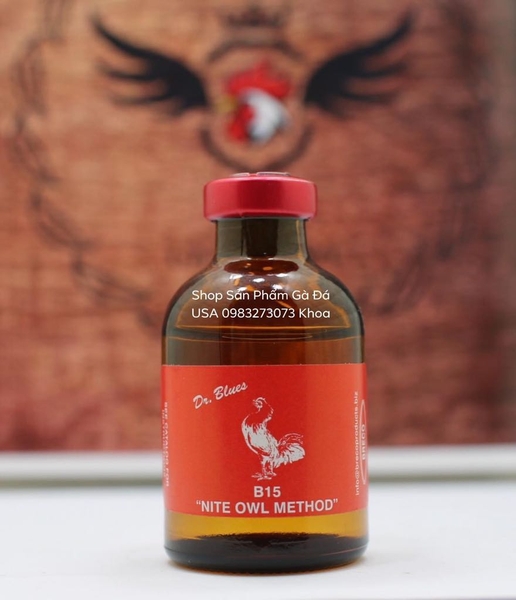 Shop Sản Phẩm Gà Đá
USA 0983273073 Khoa
Dr. Blues
B15
"NITE OWL METHOD"